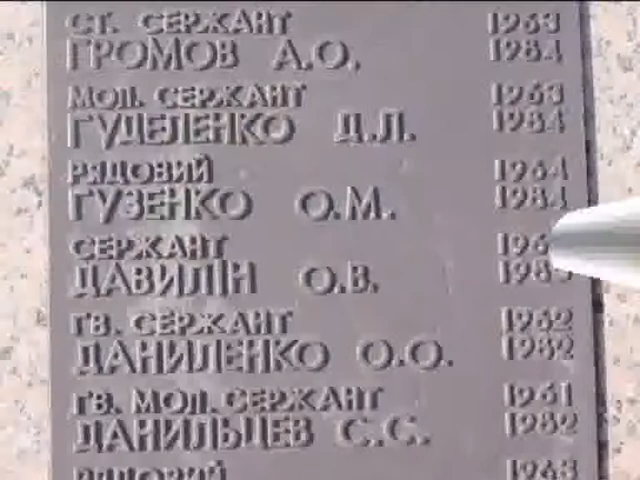 СТ. СЕРЖАНТ 1963
ГРОМОВ А.О. 1984
МОЛ. СЕРЖАНТ 1963
ГУДЕЛЕНКО Д.Л. 1984
РЯДОВИЙ 1964
ГУЗЕНКО О.М. 1984
СЕРЖАНТ
ДАВИЛІН О.В.
ГВ. СЕРЖАНТ 1962
ДАНИЛЕНКО О.О. 1982
ГВ. МОЛ. СЕРЖАНТ 1961
ДАНИЛЬЦЕВ С.С. 1982
РЯДОВИЙ 1963